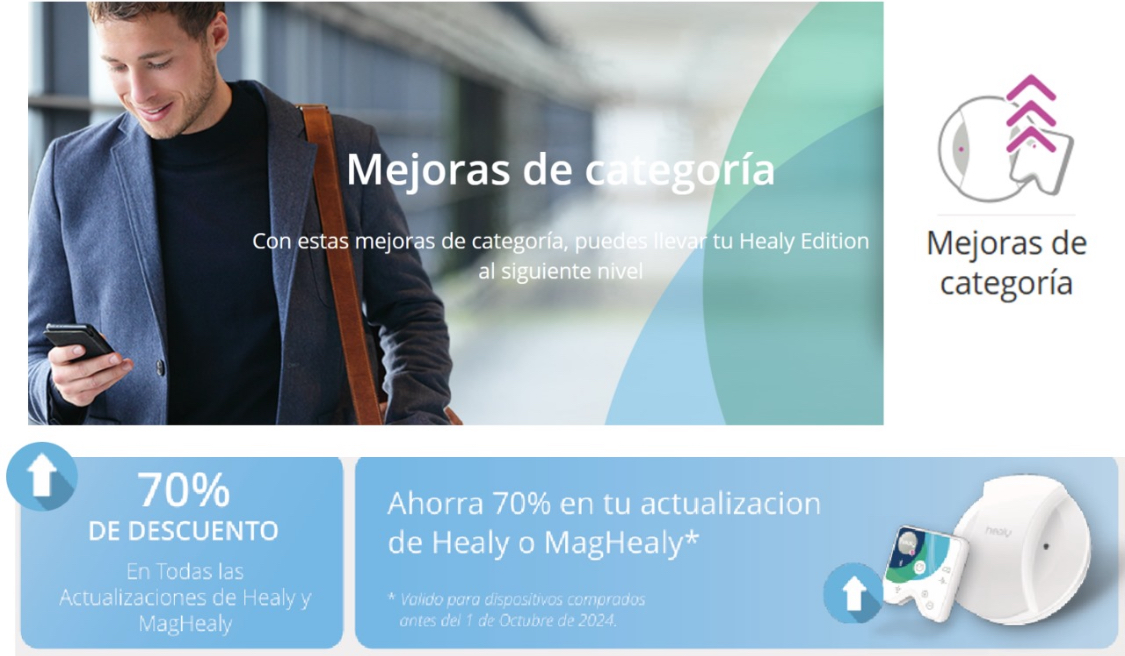 Mejoras de categoría
Con estas mejoras de categoría, puedes llevar tu Healy Edition
al siguiente nivel
Mejoras de
categoría
70%
DE DESCUENTO
En Todas las
Actualizaciones de Healy y
MagHealy
Ahorra 70% en tu actualizacion
de Healy o MagHealy*
* Valido para dispositivos comprados
antes del 1 de Octubre de 2024.
healy